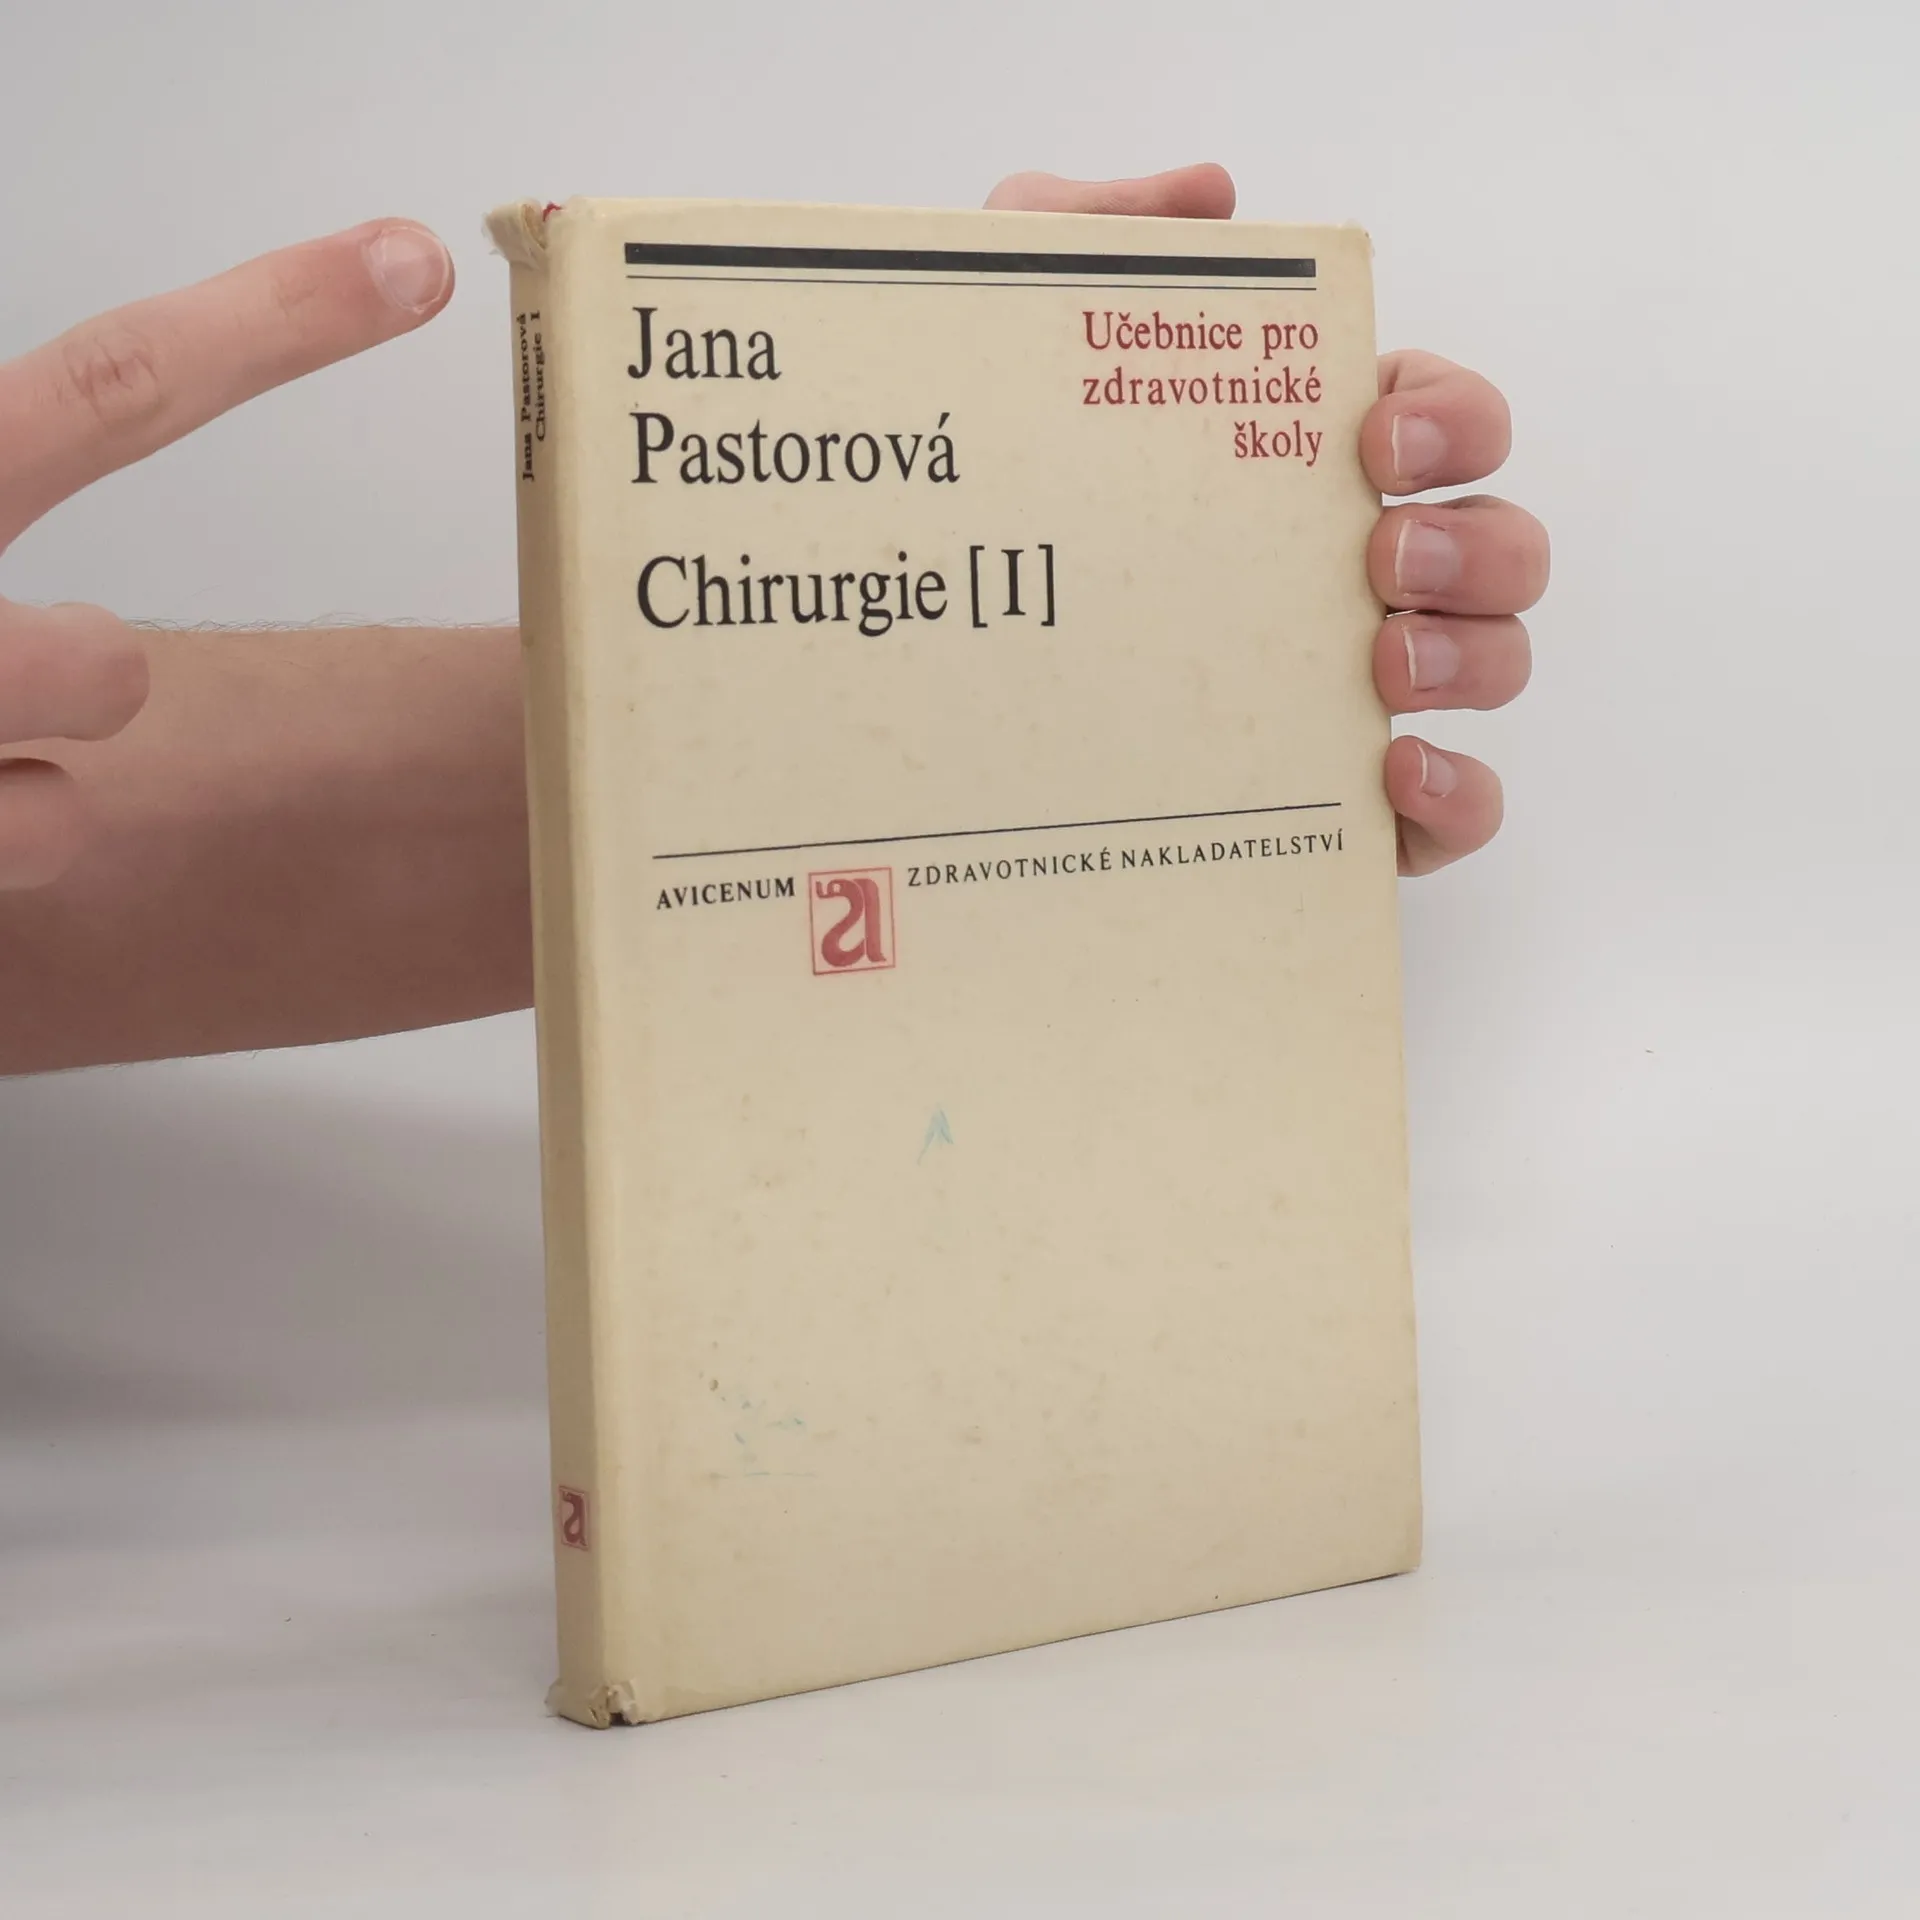 Jana Pastorová
Chirurgie I
Jana
Pastorová
Učebnice pro
zdravotnické
školy
Chirurgie [I]
AVICENUM a ZDRAVOTNICKÉ NAKLADATELSTVÍ
a